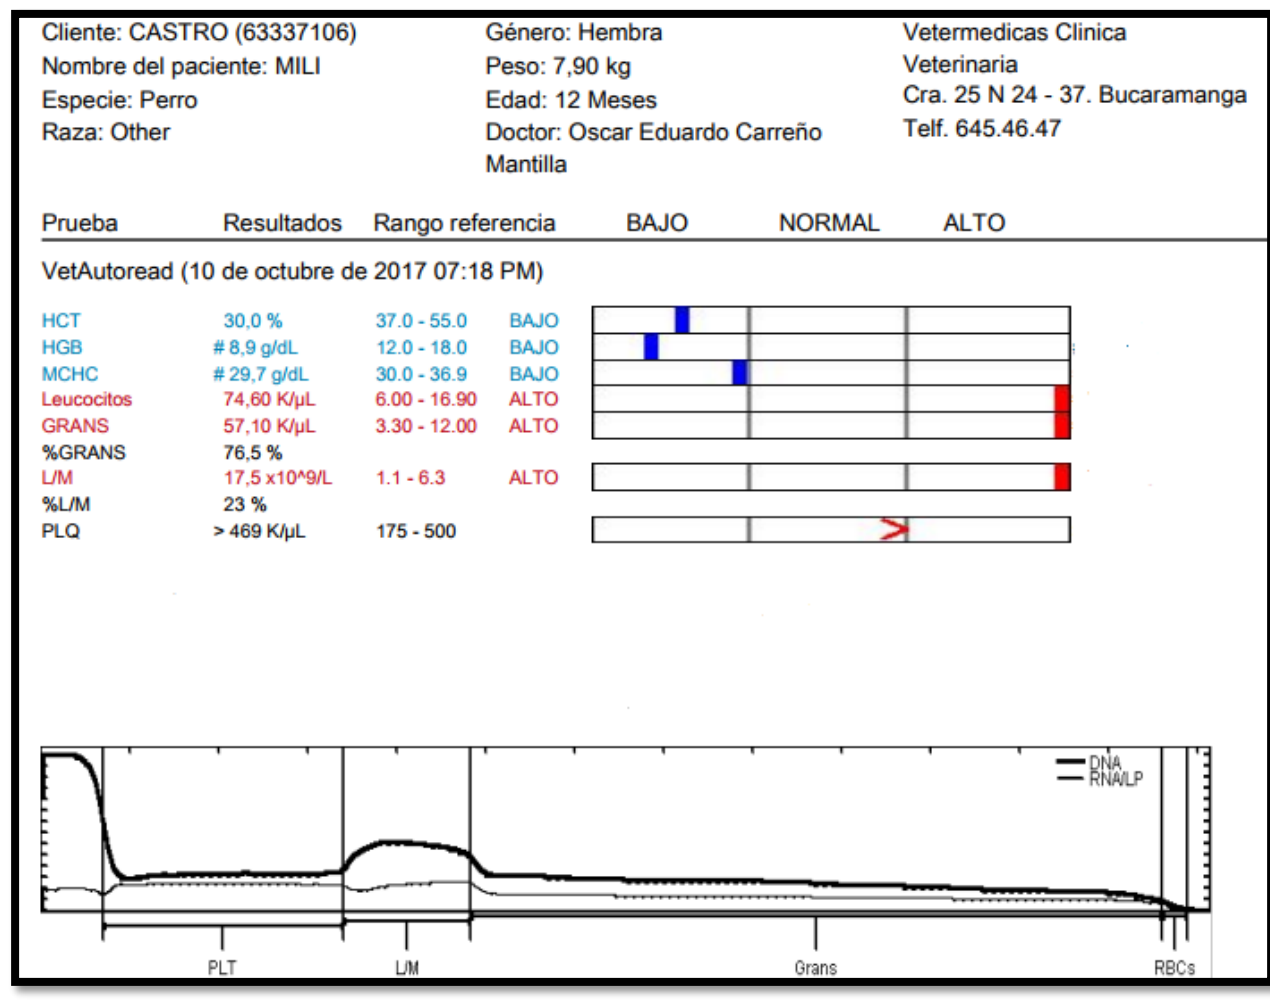 Cliente: CASTRO (63337106)
Nombre del paciente: MILI
Especie: Perro
Raza: Other
Género: Hembra
Peso: 7,90 kg
Edad: 12 Meses
Doctor: Oscar Eduardo Carreño
Mantilla
Vetermedicas Clinica
Veterinaria
Cra. 25 N 24 - 37. Bucaramanga
Telf. 645.46.47
Prueba Resultados Rango referencia BAJO NORMAL ALTO
VetAutoread (10 de octubre de 2017 07:18 PM)
HCT 30,0 % 37.0 - 55.0 BAJO
HGB # 8,9 g/dL 12.0 - 18.0 BAJO
MCHC # 29,7 g/dL 30.0 - 36.9 BAJO
Leucocitos 74,60 K/µL 6.00 - 16.90 ALTO
GRANS 57,10 K/µL 3.30 - 12.00 ALTO
%GRANS 76,5 %
L/M 17,5 x10^9/L 1.1 - 6.3 ALTO
%L/M 23 %
PLQ > 469 K/µL 175 - 500
DNA
RNA/LP
PLT L/M Grans RBCs